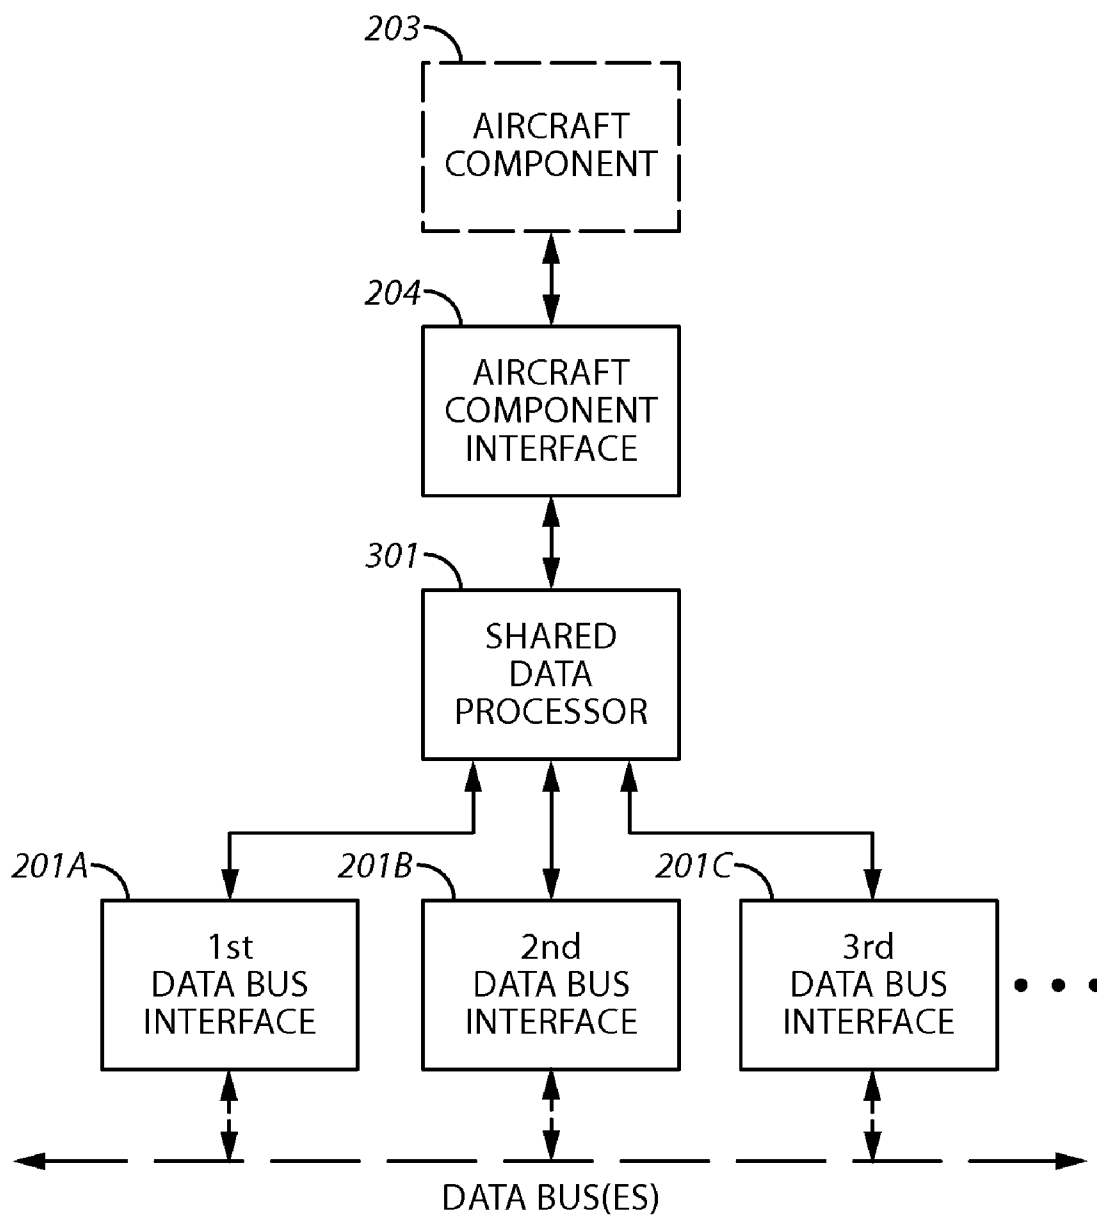 203
AIRCRAFT
COMPONENT
204
AIRCRAFT
COMPONENT
INTERFACE
301
SHARED
DATA
PROCESSOR
201A
201B
201C
1st
DATA BUS
INTERFACE
2nd
DATA BUS
INTERFACE
3rd
DATA BUS
INTERFACE
• • •
DATA BUS(ES)